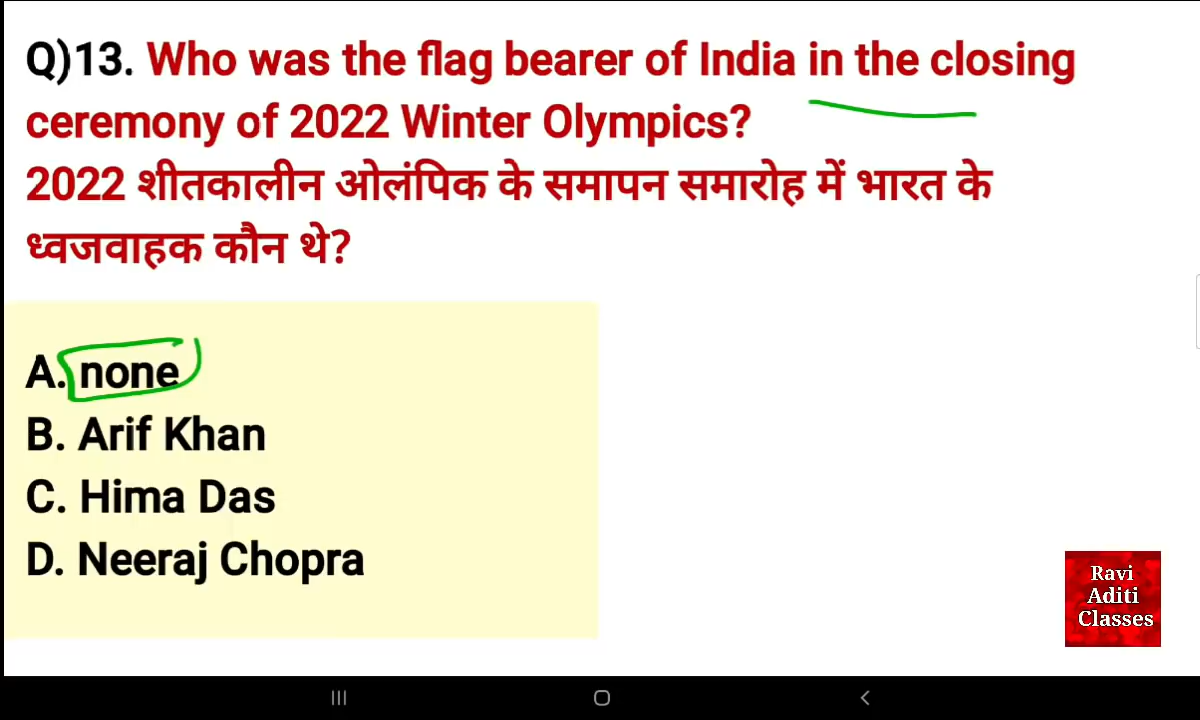 Q)13. Who was the flag bearer of India in the closing
ceremony of 2022 Winter Olympics?
2022 शीतकालीन ओलंपिक के समापन समारोह में भारत के
ध्वजवाहक कौन थे?
A. none
B. Arif Khan
C. Hima Das
D. Neeraj Chopra
Ravi
Aditi
Classes